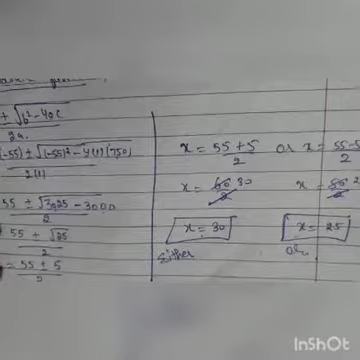 ± √b²-4ac
2a
(-55) ± √(-55)² - 4(1)(750)
2(1)
55 ± √3025 - 3000
2
55 ± √25
2
= 55 ± 5
2
x = 55 + 5 or x = 55-5
2 2
x = 60 30 x = 50 2
2 2
x = 30 x = 25
Either or
InShOt